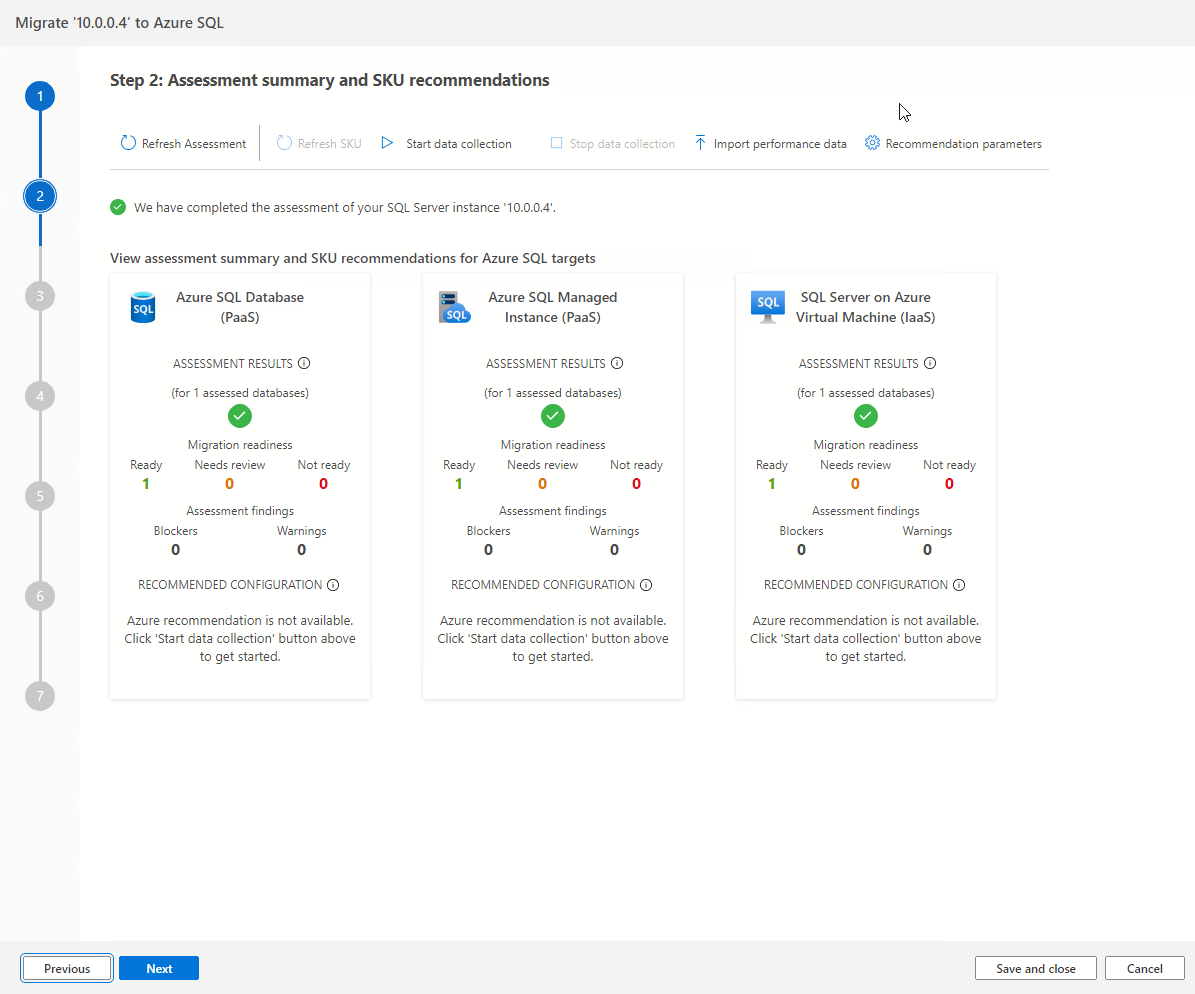 Migrate '10.0.0.4' to Azure SQL
Step 2: Assessment summary and SKU recommendations
1
2
3
4
5
6
7
Refresh Assessment
Refresh SKU
Start data collection
Stop data collection
Import performance data
Recommendation parameters
We have completed the assessment of your SQL Server instance '10.0.0.4'.
View assessment summary and SKU recommendations for Azure SQL targets
SQL
Azure SQL Database
(PaaS)
ASSESSMENT RESULTS
(for 1 assessed databases)
Migration readiness
Ready Needs review Not ready
1 0 0
Assessment findings
Blockers Warnings
0 0
RECOMMENDED CONFIGURATION
Azure recommendation is not available.
Click 'Start data collection' button above
to get started.
SQL
Azure SQL Managed
Instance (PaaS)
ASSESSMENT RESULTS
(for 1 assessed databases)
Migration readiness
Ready Needs review Not ready
1 0 0
Assessment findings
Blockers Warnings
0 0
RECOMMENDED CONFIGURATION
Azure recommendation is not available.
Click 'Start data collection' button above
to get started.
SQL
SQL Server on Azure
Virtual Machine (IaaS)
ASSESSMENT RESULTS
(for 1 assessed databases)
Migration readiness
Ready Needs review Not ready
1 0 0
Assessment findings
Blockers Warnings
0 0
RECOMMENDED CONFIGURATION
Azure recommendation is not available.
Click 'Start data collection' button above
to get started.
Previous
Next
Save and close
Cancel